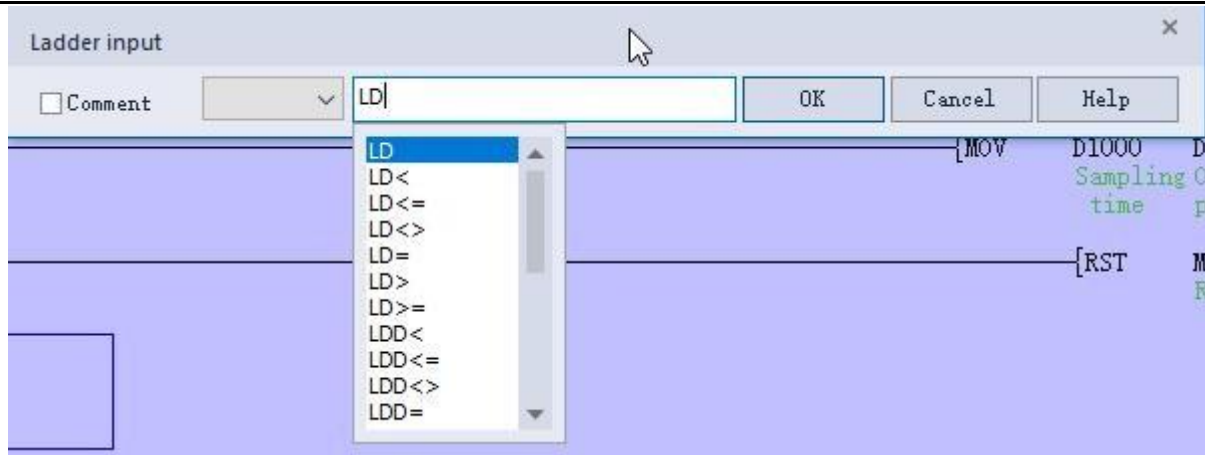 Ladder input
Comment LD OK Cancel Help
LD
LD<
LD<=
LD<>
LD=
LD>
LD>=
LDD<
LDD<=
LDD<>
LDD=
MOV D1000
Sampling
time
RST